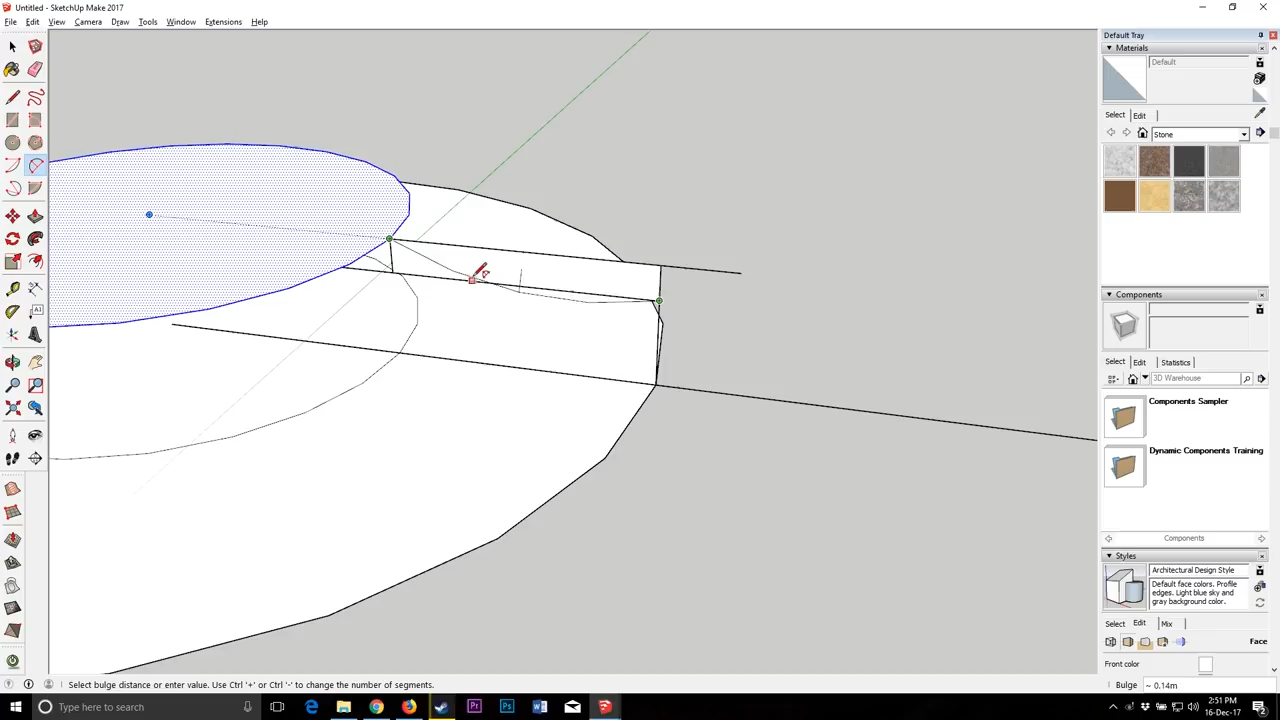 Untitled - SketchUp Make 2017
File Edit View Camera Draw Tools Window Extensions Help
Default Tray
Materials
Default
Select Edit
Stone
Components
Select Edit Statistics
3D Warehouse
Components Sampler
Dynamic Components Training
Components
Styles
Architectural Design Style
Default face colors. Profile
edges. Light blue sky and
gray background color.
Select Edit Mix
Face
Front color
A1
Select bulge distance or enter value. Use Ctrl '+' or Ctrl '-' to change the number of segments.
Bulge ~ 0.14m
Type here to search
Pr
Ps
2:51 PM
16-Dec-17
2